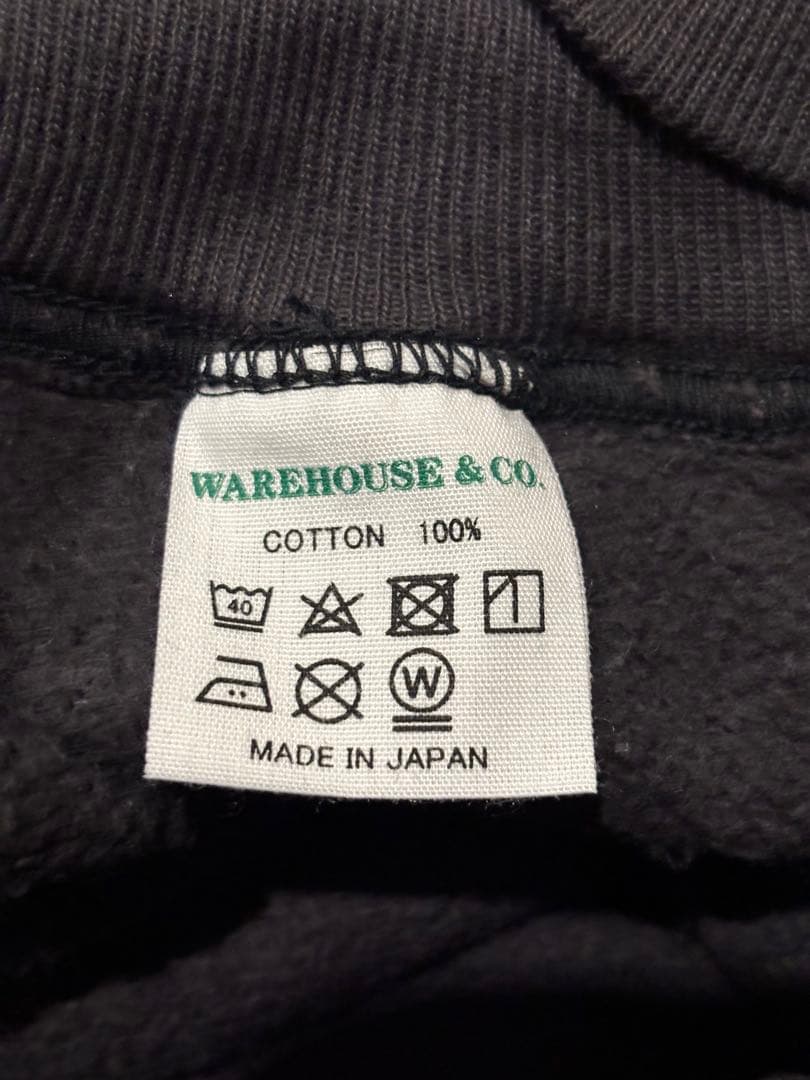 WAREHOUSE & CO.
COTTON 100%
40
W
MADE IN JAPAN